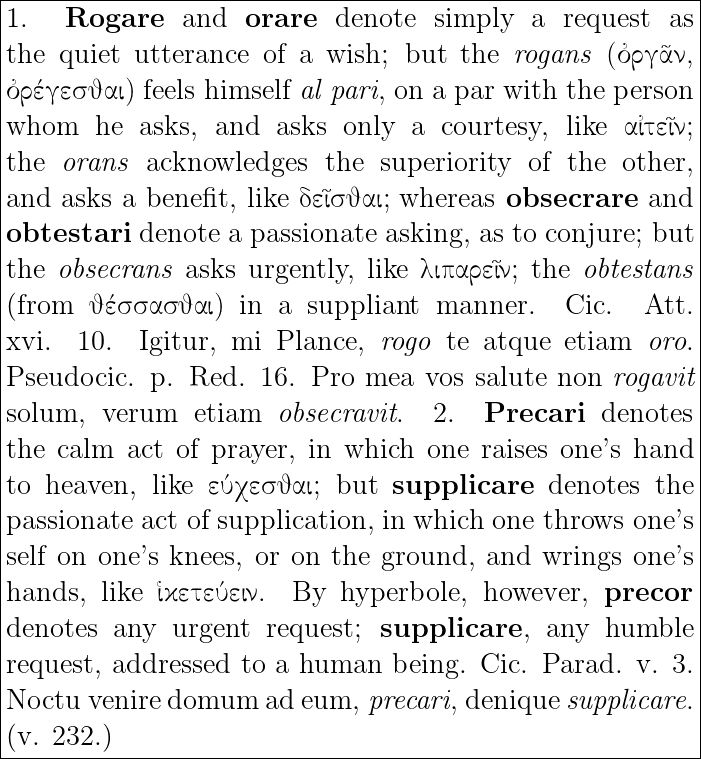 1. Rogare and orare denote simply a request as
the quiet utterance of a wish; but the rogans (ὀργᾶν,
ὀρέγεσϑαι) feels himself al pari, on a par with the person
whom he asks, and asks only a courtesy, like αἰτεῖν;
the orans acknowledges the superiority of the other,
and asks a benefit, like δεῖσϑαι; whereas obsecrare and
obtestari denote a passionate asking, as to conjure; but
the obsecrans asks urgently, like λιπαρεῖν; the obtestans
(from ϑέσσασϑαι) in a suppliant manner. Cic. Att.
xvi. 10. Igitur, mi Plance, rogo te atque etiam oro.
Pseudocic. p. Red. 16. Pro mea vos salute non rogavit
solum, verum etiam obsecravit. 2. Precari denotes
the calm act of prayer, in which one raises one's hand
to heaven, like εύχεσϑαι; but supplicare denotes the
passionate act of supplication, in which one throws one's
self on one's knees, or on the ground, and wrings one's
hands, like ἱκετεύειν. By hyperbole, however, precor
denotes any urgent request; supplicare, any humble
request, addressed to a human being. Cic. Parad. v. 3.
Noctu venire domum ad eum, precari, denique supplicare.
(v. 232.)